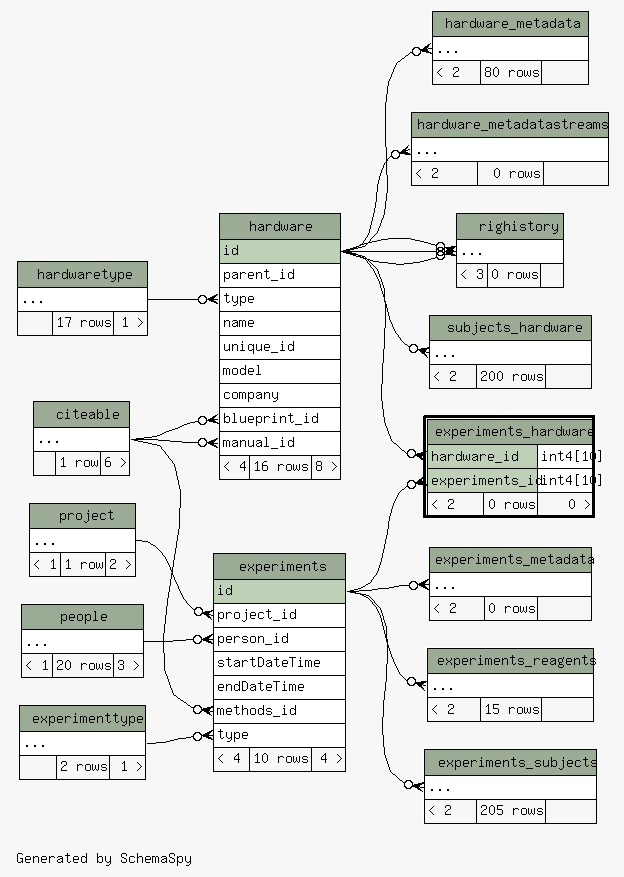 hardware_metadata
...
< 2 80 rows
hardware_metadatastreams
...
< 2 0 rows
hardware
id
parent_id
type
name
unique_id
model
company
blueprint_id
manual_id
< 4 16 rows 8 >
righistory
...
< 3 0 rows
hardwaretype
...
17 rows 1 >
subjects_hardware
...
< 2 200 rows
citeable
...
1 row 6 >
experiments_hardware
hardware_id int4[10]
experiments_id int4[10]
< 2 0 rows 0 >
project
...
< 1 1 row 2 >
experiments
id
project_id
person_id
startDateTime
endDateTime
methods_id
type
< 4 10 rows 4 >
experiments_metadata
...
< 2 0 rows
people
...
< 1 20 rows 3 >
experiments_reagents
...
< 2 15 rows
experimenttype
...
2 rows 1 >
experiments_subjects
...
< 2 205 rows
Generated by SchemaSpy